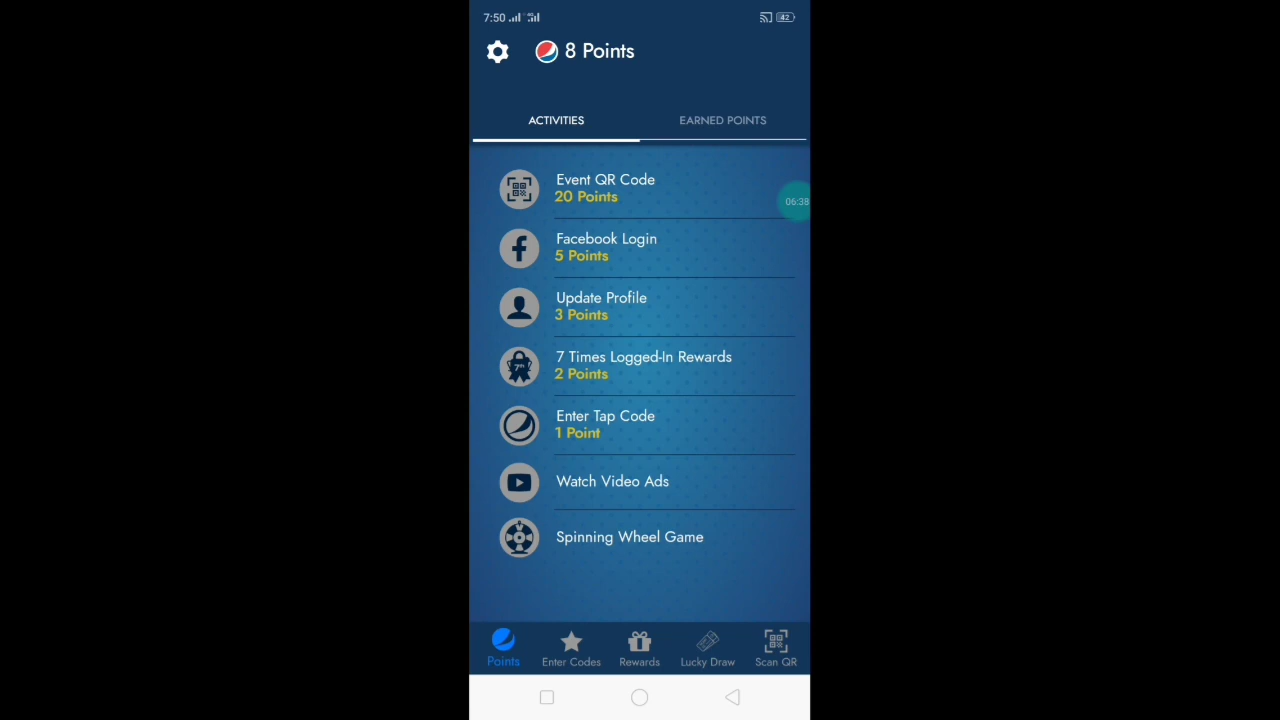 7:50
42
8 Points
ACTIVITIES
EARNED POINTS
Event QR Code
20 Points
06:38
Facebook Login
5 Points
Update Profile
3 Points
7 Times Logged-In Rewards
2 Points
7th
Enter Tap Code
1 Point
Watch Video Ads
Spinning Wheel Game
Points
Enter Codes
Rewards
Lucky Draw
Scan QR